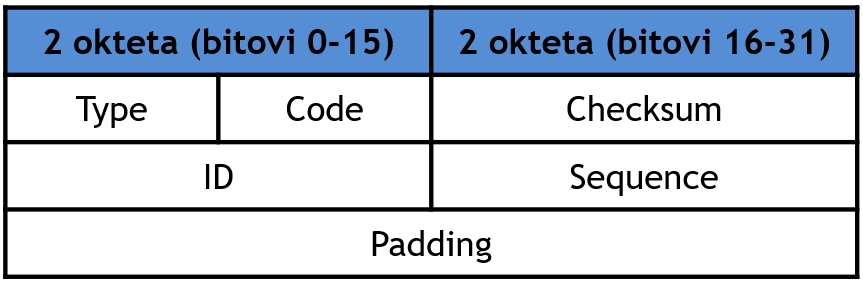 2 okteta (bitovi 0-15) 2 okteta (bitovi 16-31)
Type Code Checksum
ID Sequence
Padding